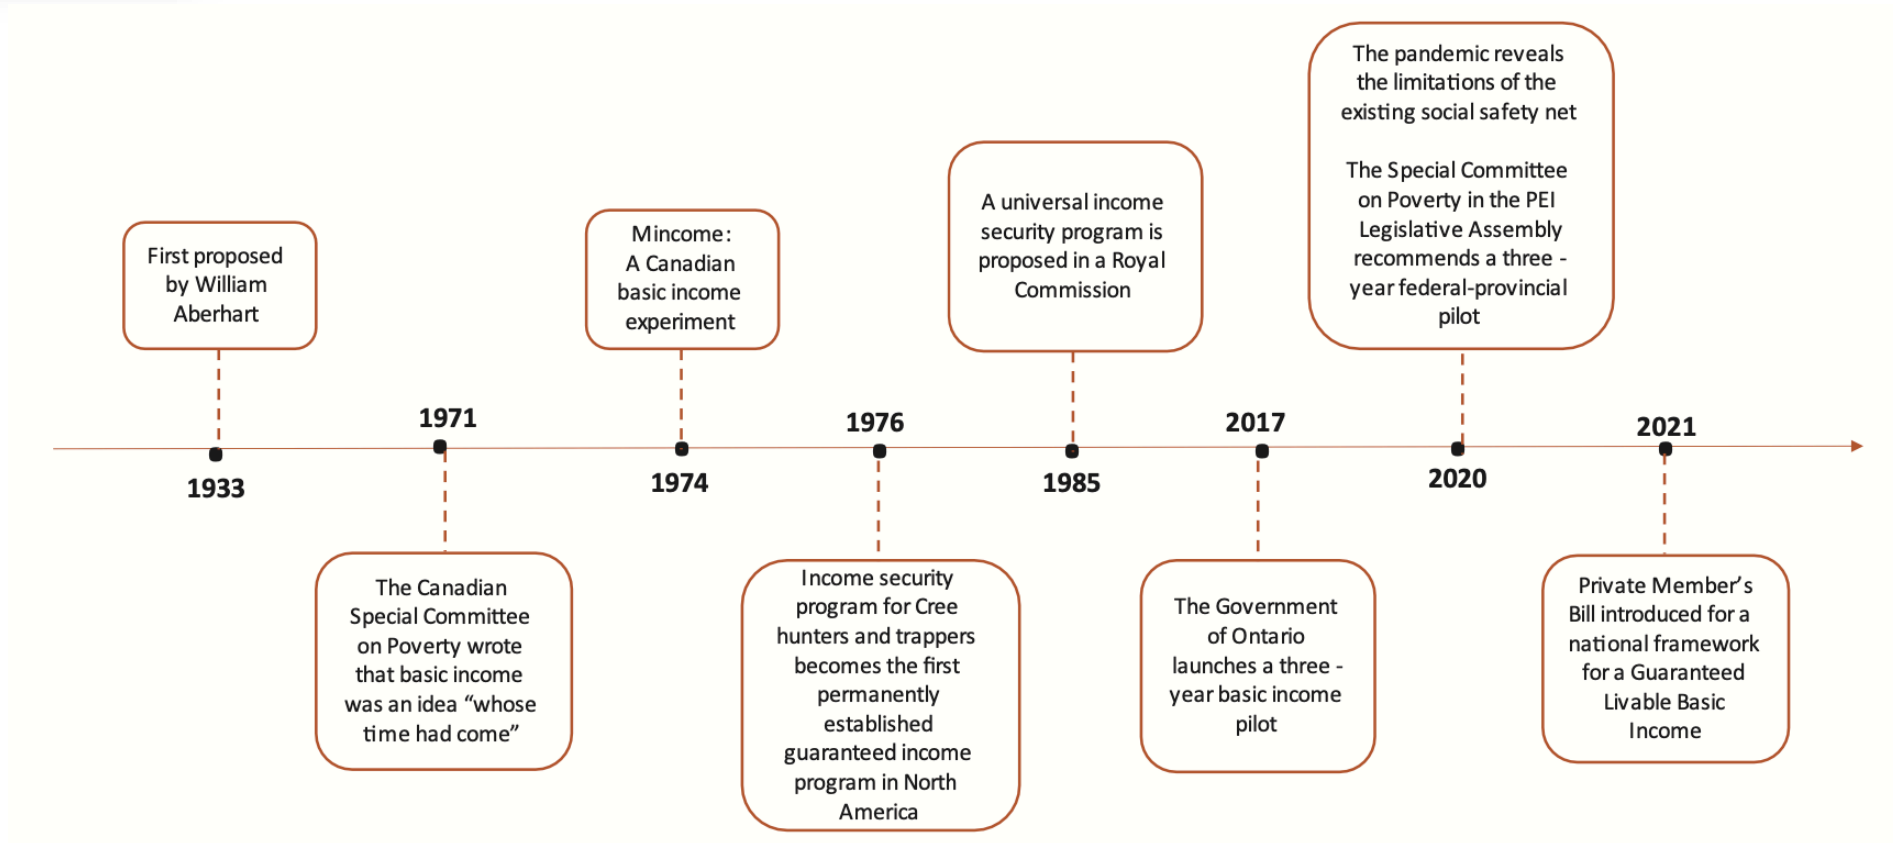 First proposed
by William
Aberhart
1933
1971
The Canadian
Special Committee
on Poverty wrote
that basic income
was an idea “whose
time had come”
Mincome:
A Canadian
basic income
experiment
1974
1976
Income security
program for Cree
hunters and trappers
becomes the first
permanently
established
guaranteed income
program in North
America
A universal income
security program is
proposed in a Royal
Commission
1985
2017
The Government
of Ontario
launches a three -
year basic income
pilot
The pandemic reveals
the limitations of the
existing social safety net
The Special Committee
on Poverty in the PEI
Legislative Assembly
recommends a three -
year federal-provincial
pilot
2020
2021
Private Member’s
Bill introduced for a
national framework
for a Guaranteed
Livable Basic
Income